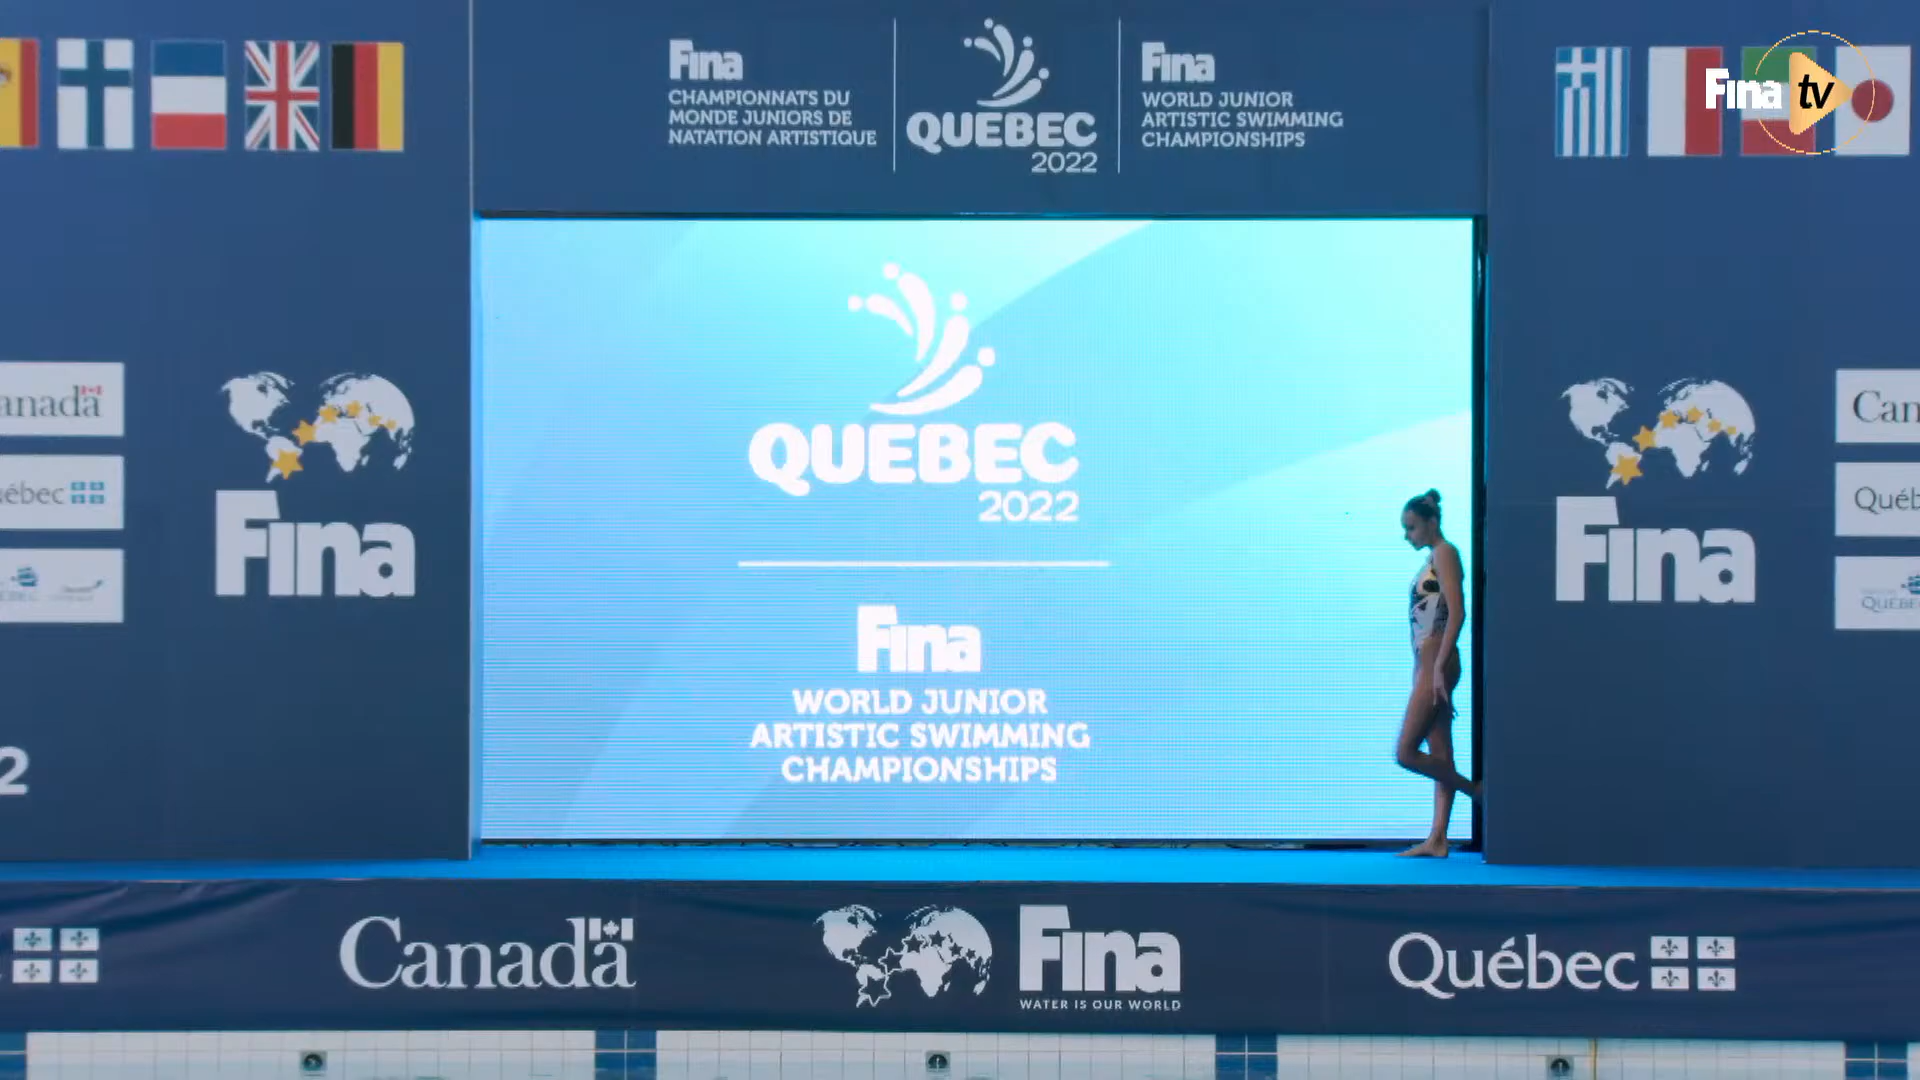 Fina
CHAMPIONNATS DU
MONDE JUNIORS DE
NATATION ARTISTIQUE
QUEBEC
2022
Fina
WORLD JUNIOR
ARTISTIC SWIMMING
CHAMPIONSHIPS
Fina tv
QUEBEC
2022
Fina
WORLD JUNIOR
ARTISTIC SWIMMING
CHAMPIONSHIPS
anada
uébec
Fina
2
Fina
Can
Québ
QUÉBE
Canada
Fina
WATER IS OUR WORLD
Québec